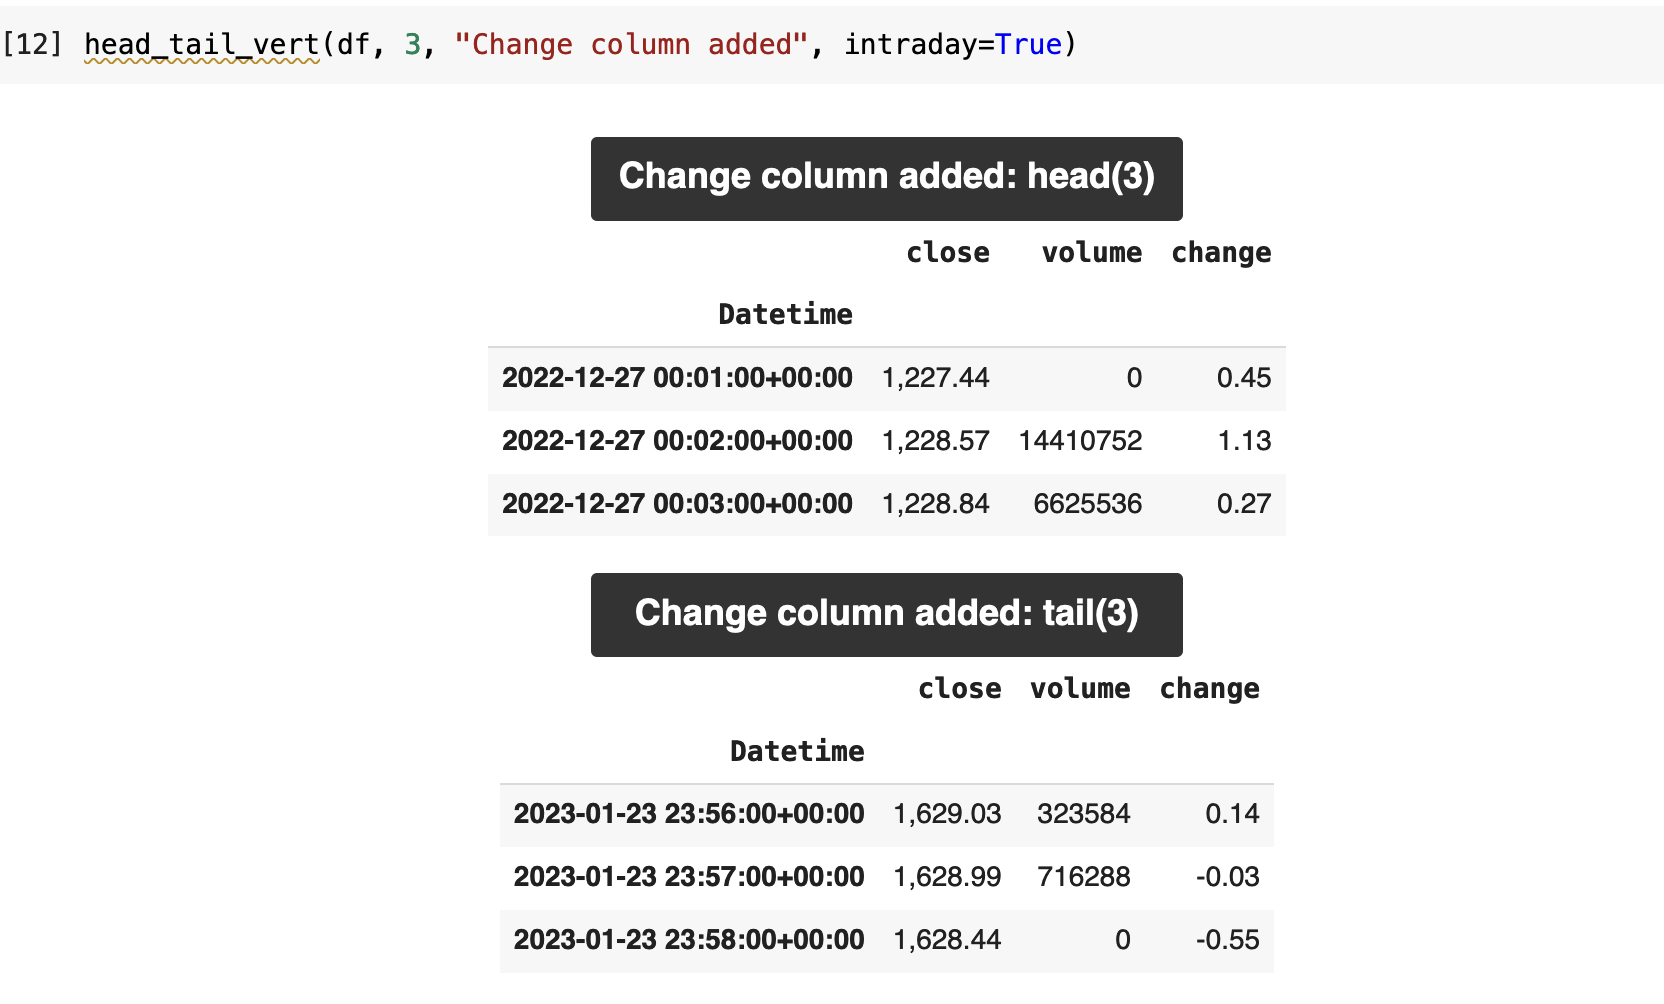 [12] head_tail_vert(df, 3, "Change column added", intraday=True)
Change column added: head(3)
close volume change
Datetime
2022-12-27 00:01:00+00:00 1,227.44 0 0.45
2022-12-27 00:02:00+00:00 1,228.57 14410752 1.13
2022-12-27 00:03:00+00:00 1,228.84 6625536 0.27
Change column added: tail(3)
close volume change
Datetime
2023-01-23 23:56:00+00:00 1,629.03 323584 0.14
2023-01-23 23:57:00+00:00 1,628.99 716288 -0.03
2023-01-23 23:58:00+00:00 1,628.44 0 -0.55